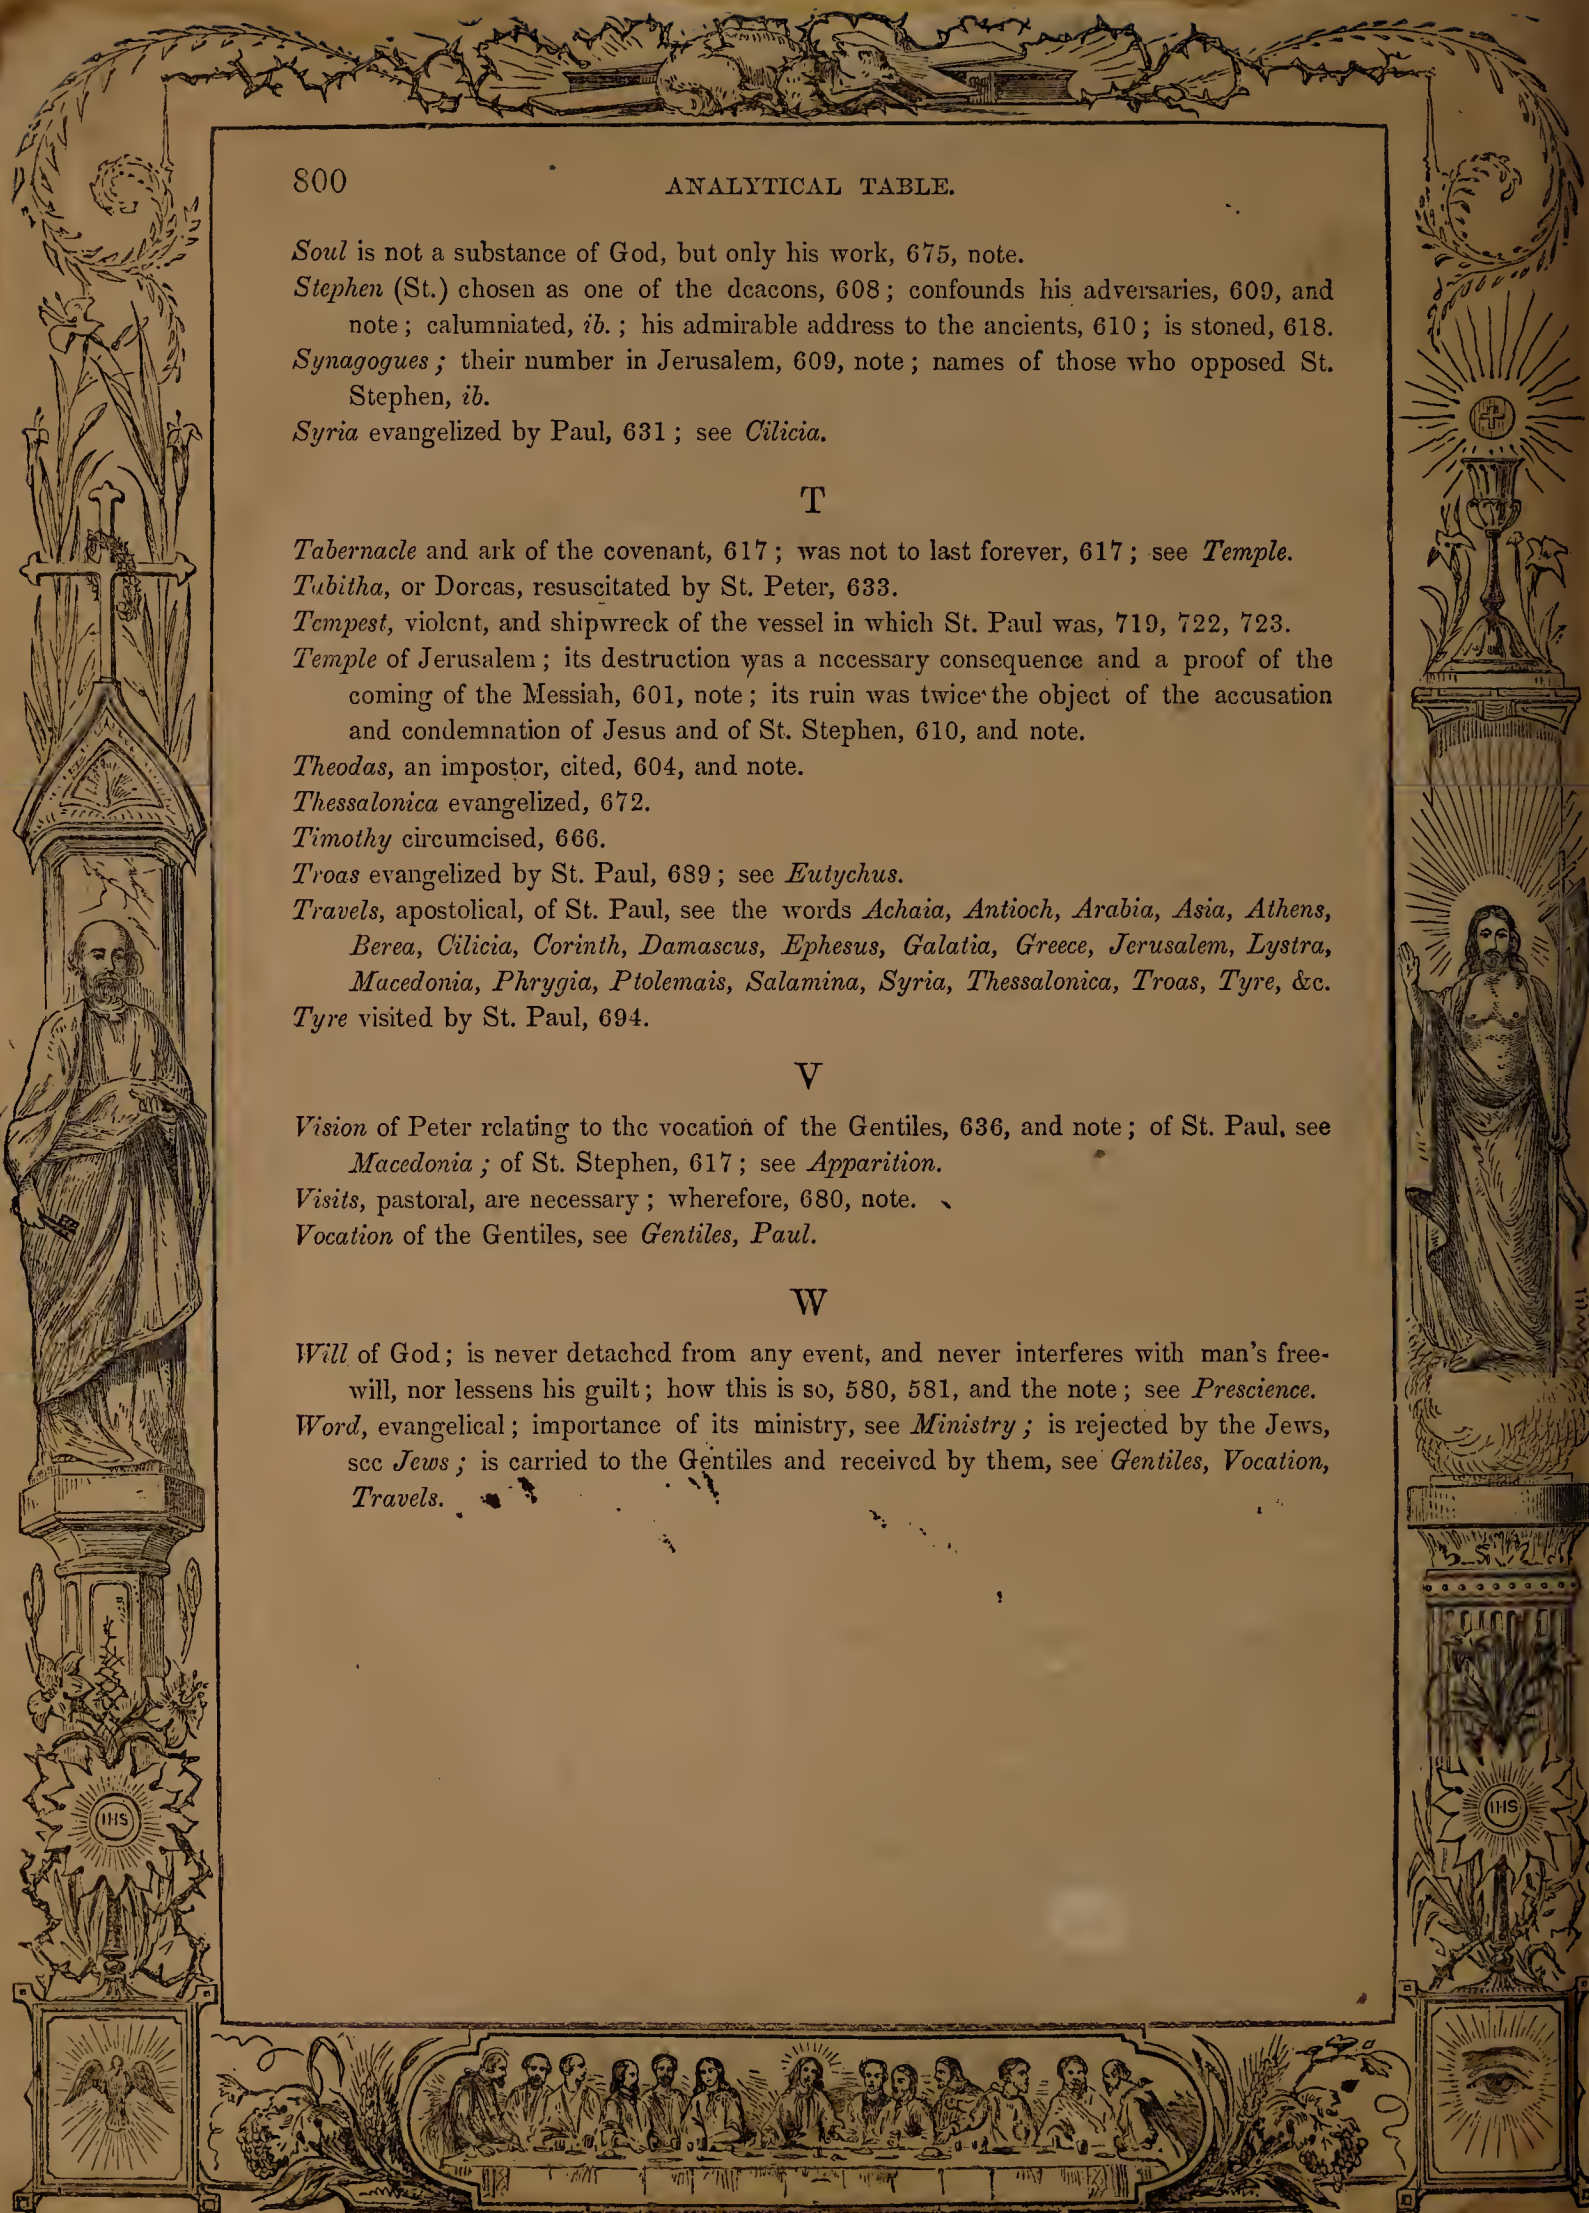 800
ANALYTICAL TABLE.
Soul is not a substance of God, but only his work, 675, note.
Stephen (St.) chosen as one of the deacons, 608; confounds his adversaries, 609, and
note; calumniated, ib.; his admirable address to the ancients, 610; is stoned, 618.
Synagogues; their number in Jerusalem, 609, note; names of those who opposed St.
Stephen, ib.
Syria evangelized by Paul, 631; see Cilicia.
T
Tabernacle and ark of the covenant, 617; was not to last forever, 617; see Temple.
Tabitha, or Dorcas, resuscitated by St. Peter, 633.
Tempest, violent, and shipwreck of the vessel in which St. Paul was, 719, 722, 723.
Temple of Jerusalem; its destruction was a necessary consequence and a proof of the
coming of the Messiah, 601, note; its ruin was twice the object of the accusation
and condemnation of Jesus and of St. Stephen, 610, and note.
Theodas, an impostor, cited, 604, and note.
Thessalonica evangelized, 672.
Timothy circumcised, 666.
Troas evangelized by St. Paul, 689; see Eutychus.
Travels, apostolical, of St. Paul, see the words Achaia, Antioch, Arabia, Asia, Athens,
Berea, Cilicia, Corinth, Damascus, Ephesus, Galatia, Greece, Jerusalem, Lystra,
Macedonia, Phrygia, Ptolemais, Salamina, Syria, Thessalonica, Troas, Tyre, &c.
Tyre visited by St. Paul, 694.
V
Vision of Peter relating to the vocation of the Gentiles, 636, and note; of St. Paul, see
Macedonia; of St. Stephen, 617; see Apparition.
Visits, pastoral, are necessary; wherefore, 680, note.
Vocation of the Gentiles, see Gentiles, Paul.
W
Will of God; is never detached from any event, and never interferes with man's free-
will, nor lessens his guilt; how this is so, 580, 581, and the note; see Prescience.
Word, evangelical; importance of its ministry, see Ministry; is rejected by the Jews,
see Jews; is carried to the Gentiles and received by them, see Gentiles, Vocation,
Travels.
IHS
IHS